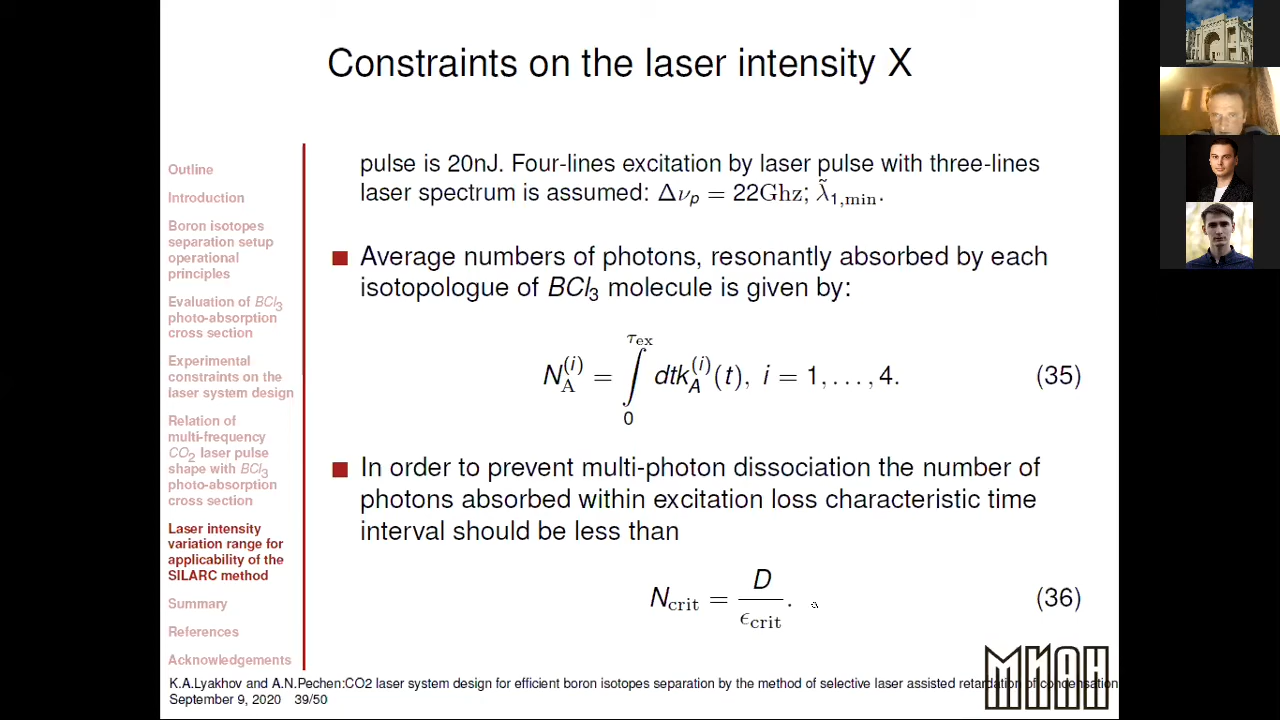 Constraints on the laser intensity X
Outline
Introduction
Boron isotopes
separation setup
operational
principles
Evaluation of BCl₃
photo-absorption
cross section
Experimental
constraints on the
laser system design
Relation of
multi-frequency
CO₂ laser pulse
shape with BCl₃
photo-absorption
cross section
Laser intensity
variation range for
applicability of the
SILARC method
Summary
References
Acknowledgements
pulse is 20nJ. Four-lines excitation by laser pulse with three-lines
laser spectrum is assumed: Δν_p = 22Ghz; λ̃_{1,min}.
Average numbers of photons, resonantly absorbed by each
isotopologue of BCl₃ molecule is given by:
N_A^{(i)} = ∫_0^{τ_ex} dtk_A^{(i)}(t), i = 1, . . . , 4. (35)
In order to prevent multi-photon dissociation the number of
photons absorbed within excitation loss characteristic time
interval should be less than
N_crit = D / ϵ_crit. (36)
МИАН
K.A.Lyakhov and A.N.Pechen:CO2 laser system design for efficient boron isotopes separation by the method of selective laser assisted retardation of condensation
September 9, 2020 39/50